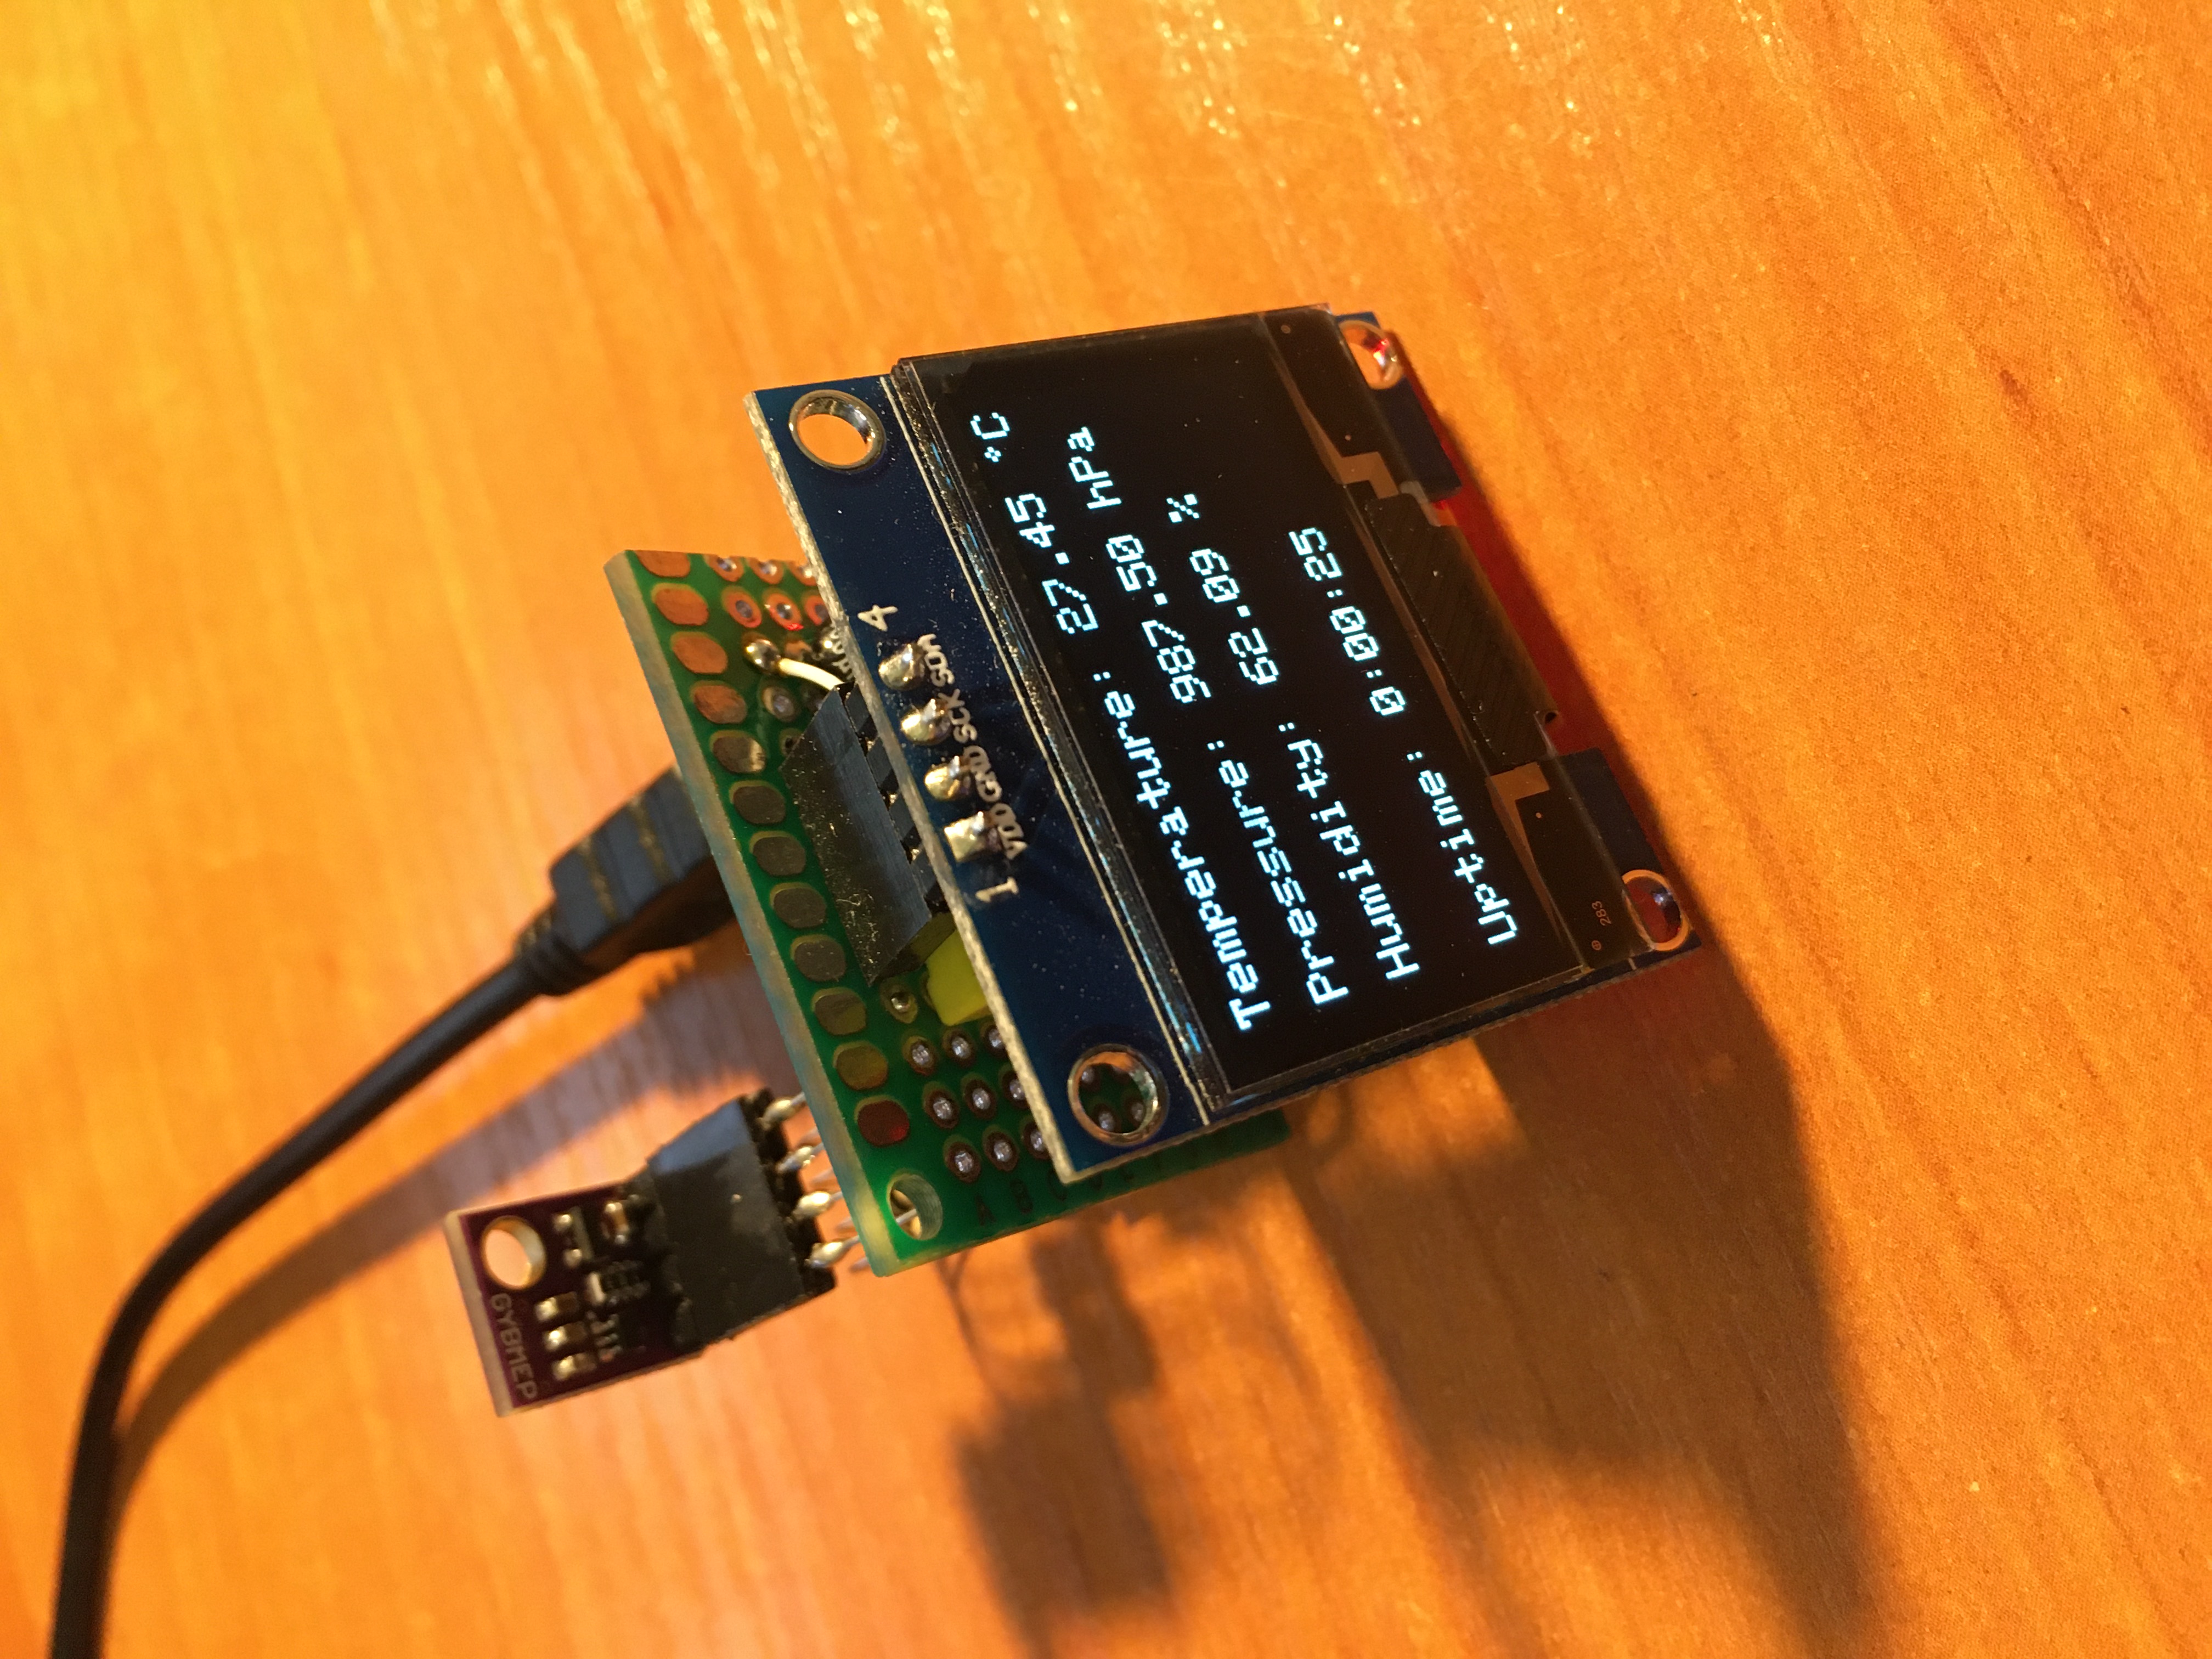 GYBMEP
1 4
VDD GND SCK SDA
Temperature: 27.45 °C
Pressure: 987.50 hPa
Humidity: 62.09 %
Uptime: 0:00:25
283